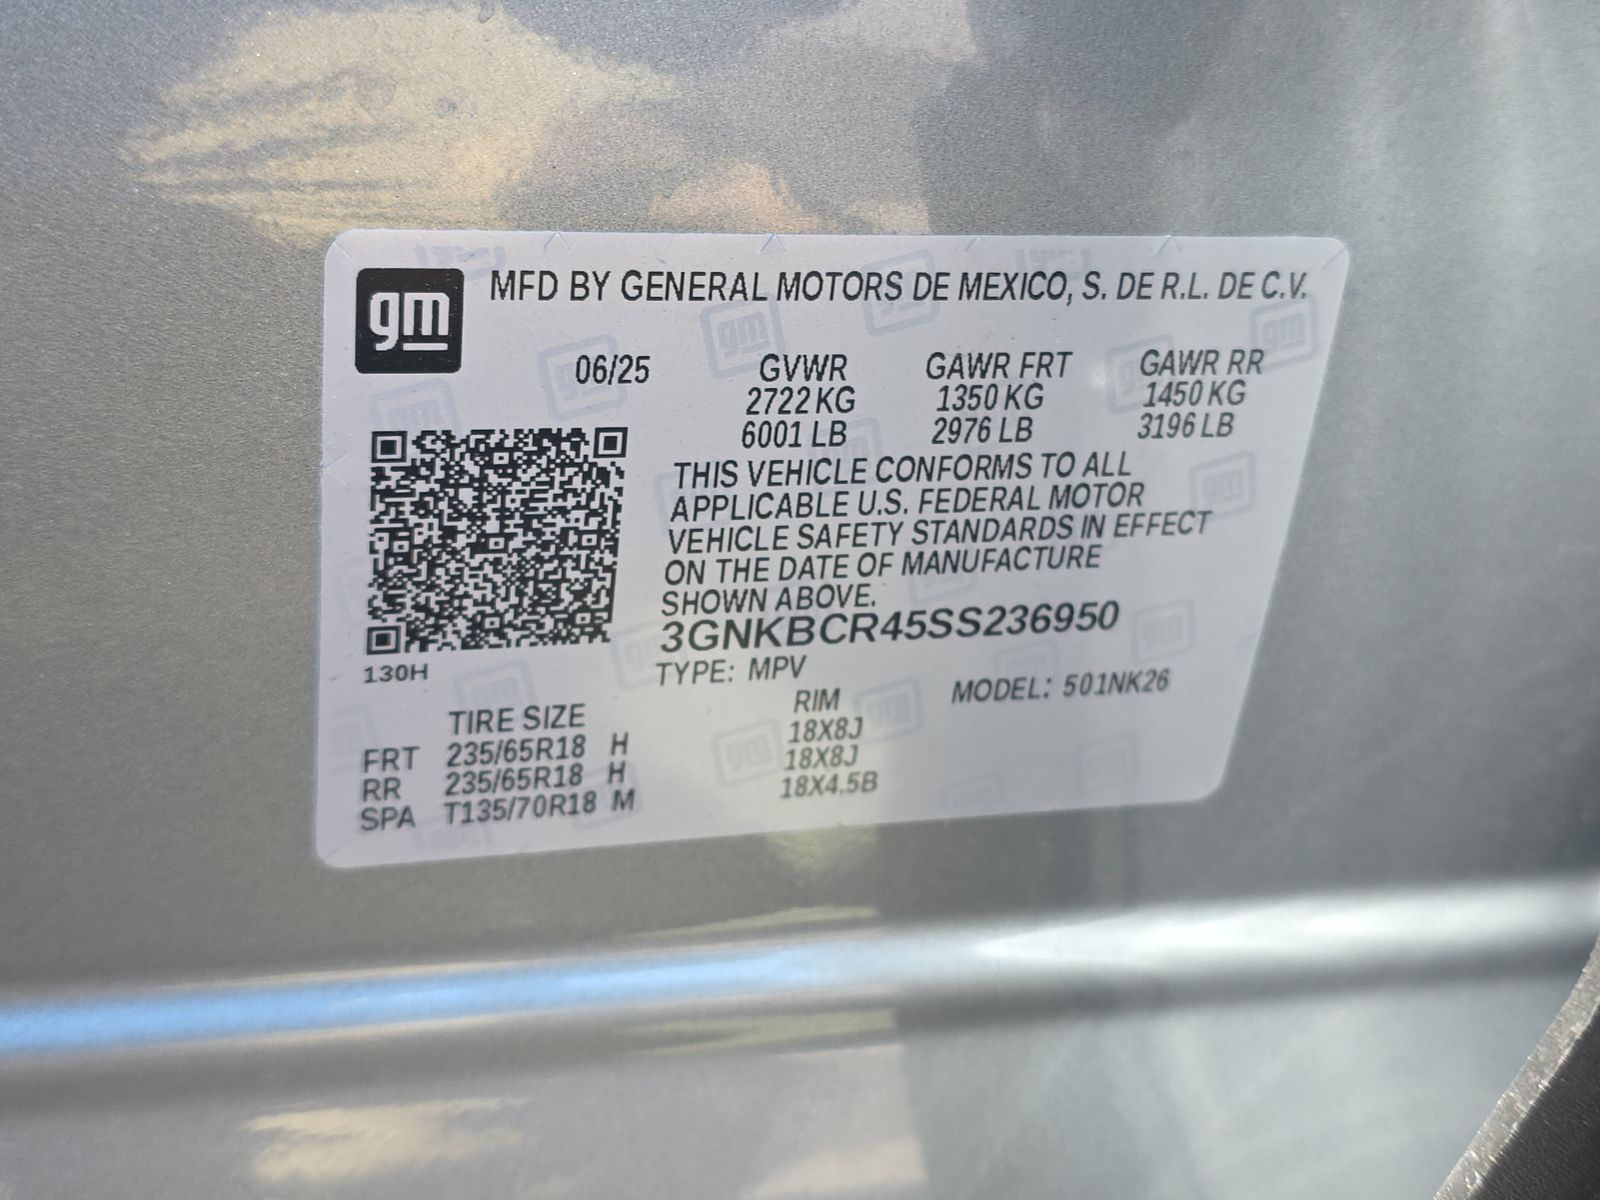 gm
MFD BY GENERAL MOTORS DE MEXICO, S. DE R.L. DE C.V.
06/25 GVWR GAWR FRT GAWR RR
2722 KG 1350 KG 1450 KG
6001 LB 2976 LB 3196 LB
THIS VEHICLE CONFORMS TO ALL
APPLICABLE U.S. FEDERAL MOTOR
VEHICLE SAFETY STANDARDS IN EFFECT
ON THE DATE OF MANUFACTURE
SHOWN ABOVE.
3GNKBCR45SS236950
130H
TYPE: MPV MODEL: 501NK26
TIRE SIZE RIM
FRT 235/65R18 H 18X8J
RR 235/65R18 H 18X8J
SPA T135/70R18 M 18X4.5B